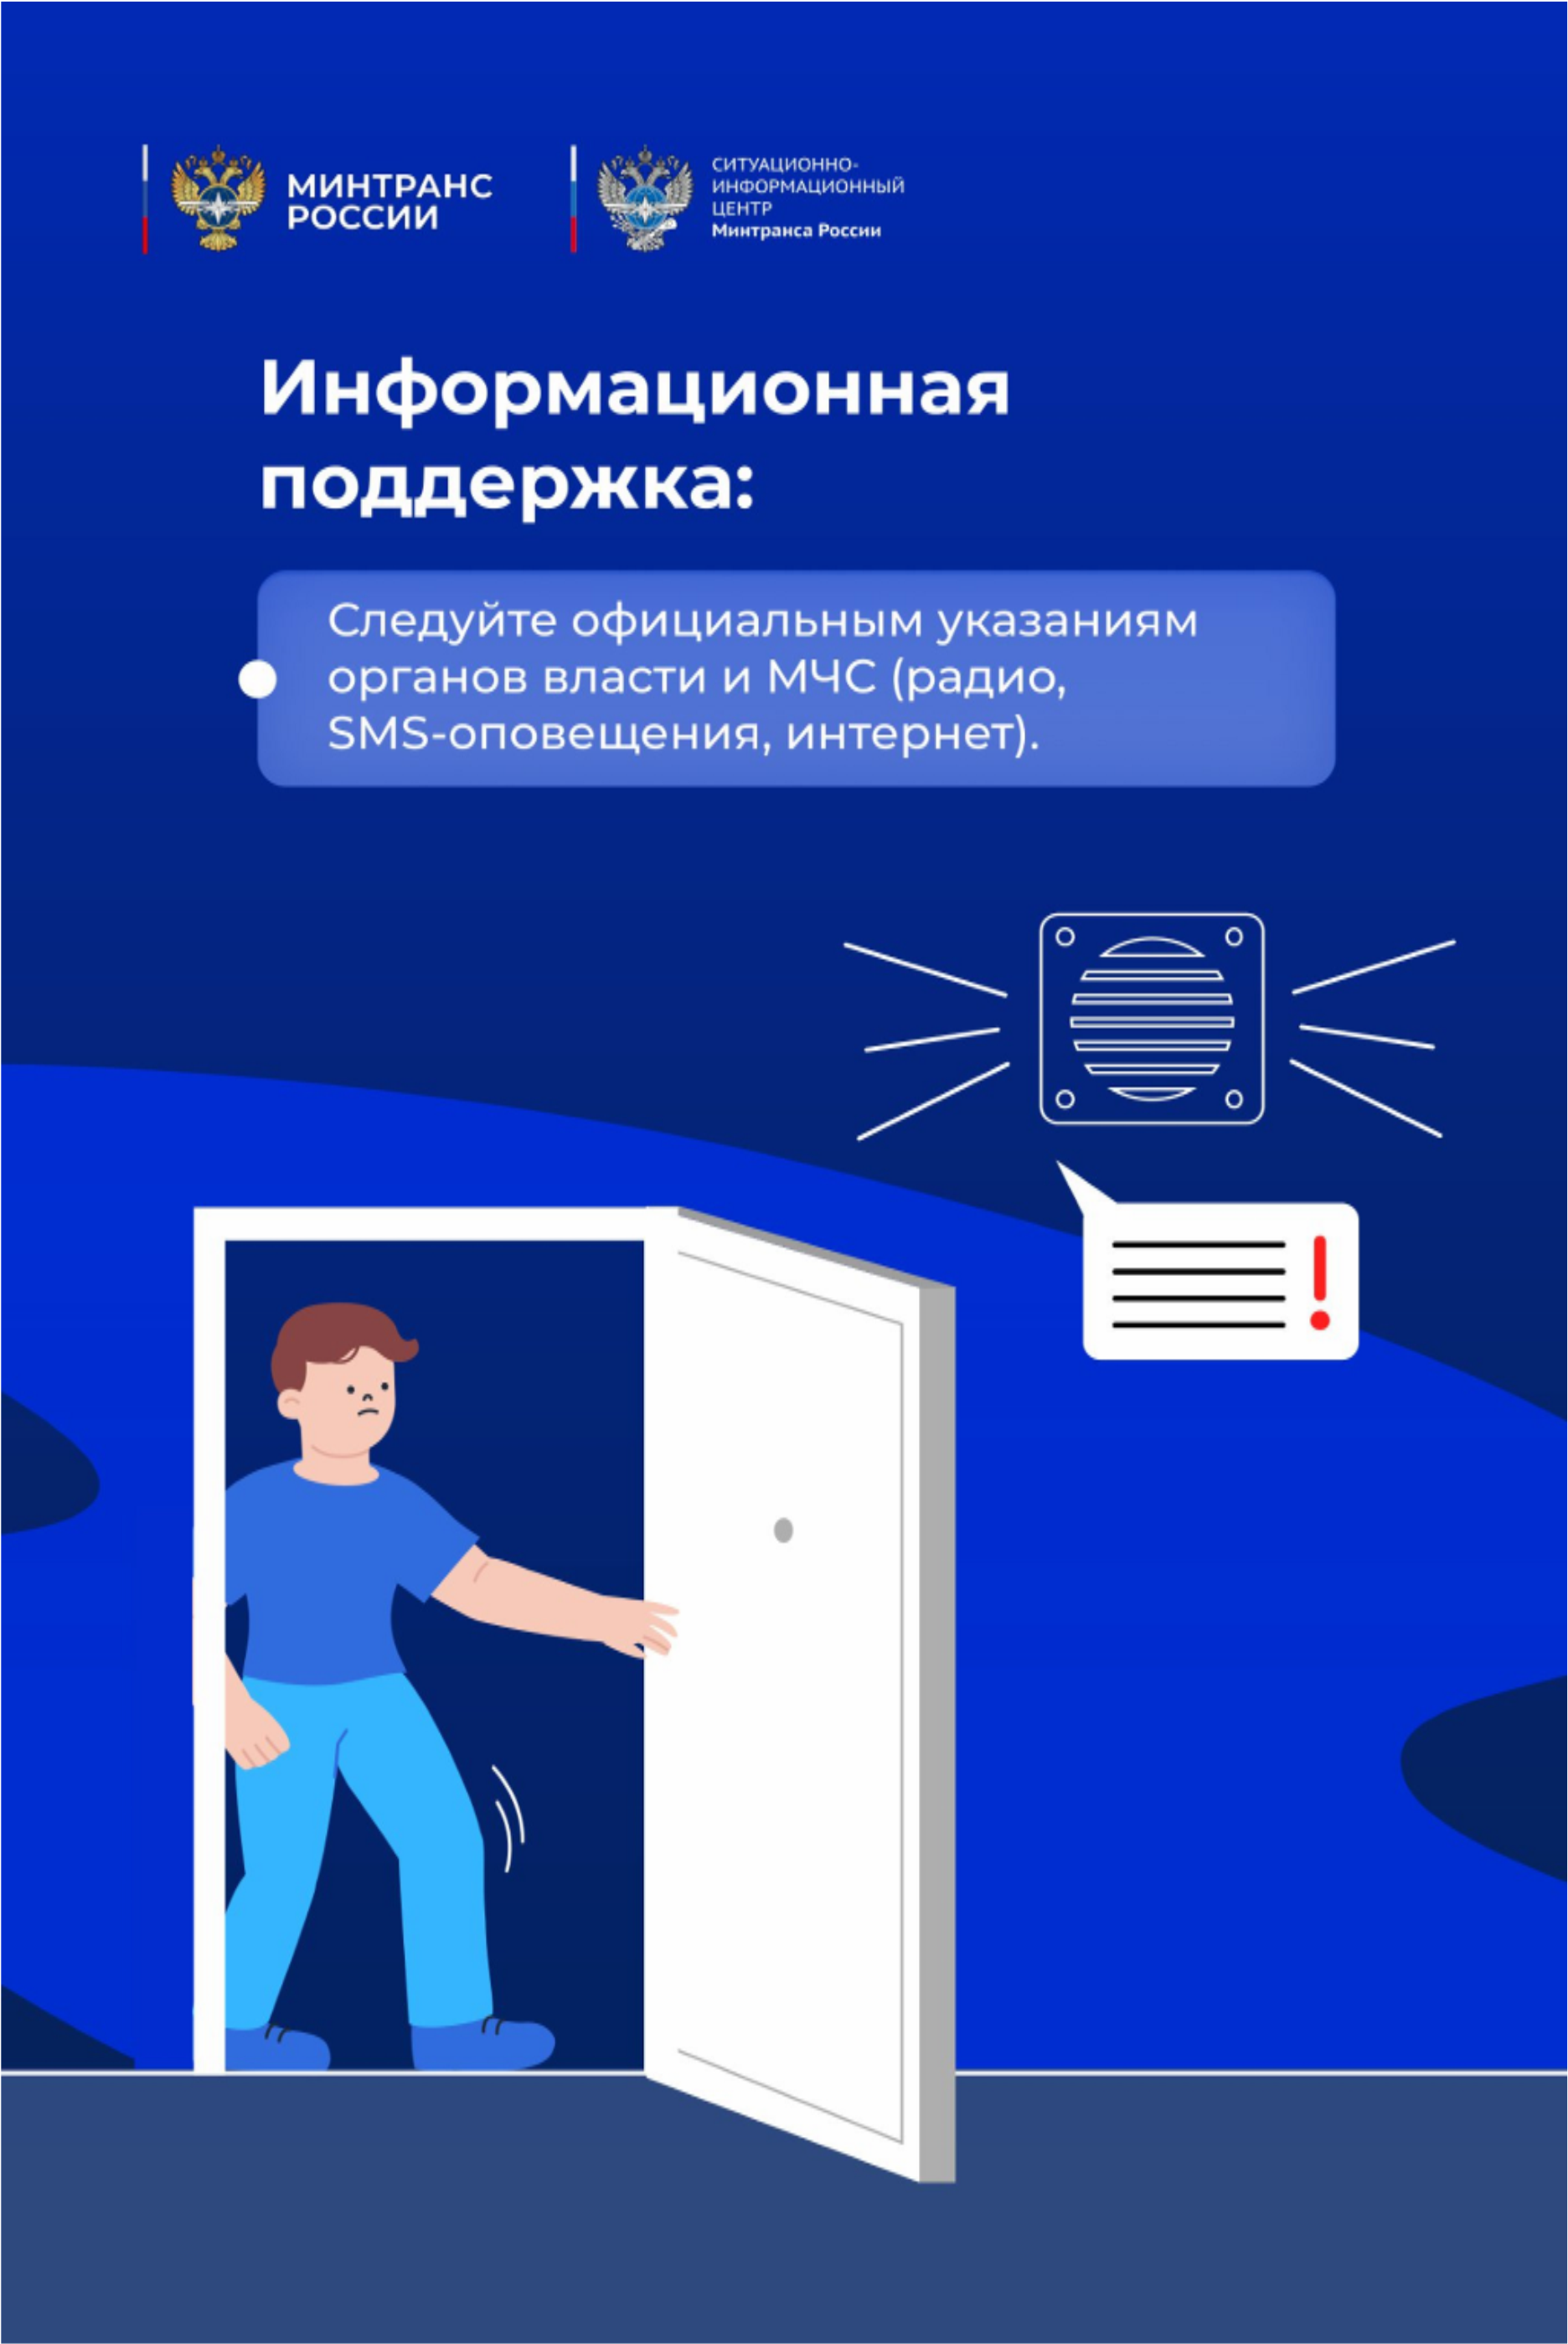 МИНТРАНС
РОССИИ
СИТУАЦИОННО-
ИНФОРМАЦИОННЫЙ
ЦЕНТР
Минтранса России
Информационная
поддержка:
Следуйте официальным указаниям
органов власти и МЧС (радио,
SMS-оповещения, интернет).
!